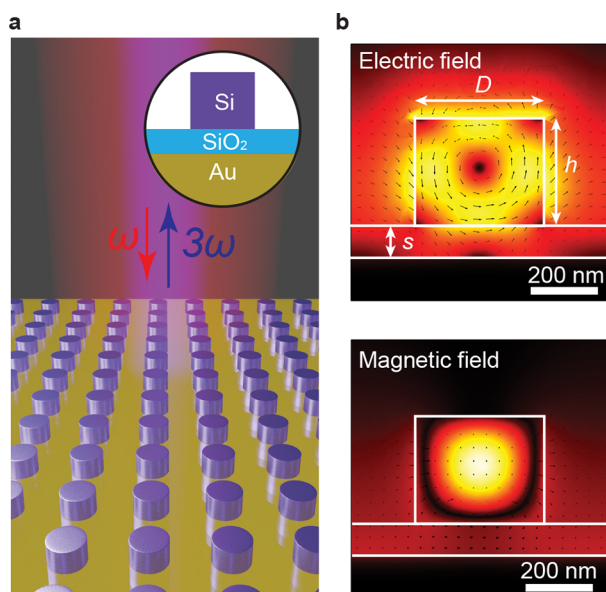 a
Si
SiO₂
Au
ω
3ω
b
Electric field
D
h
s
200 nm
Magnetic field
200 nm